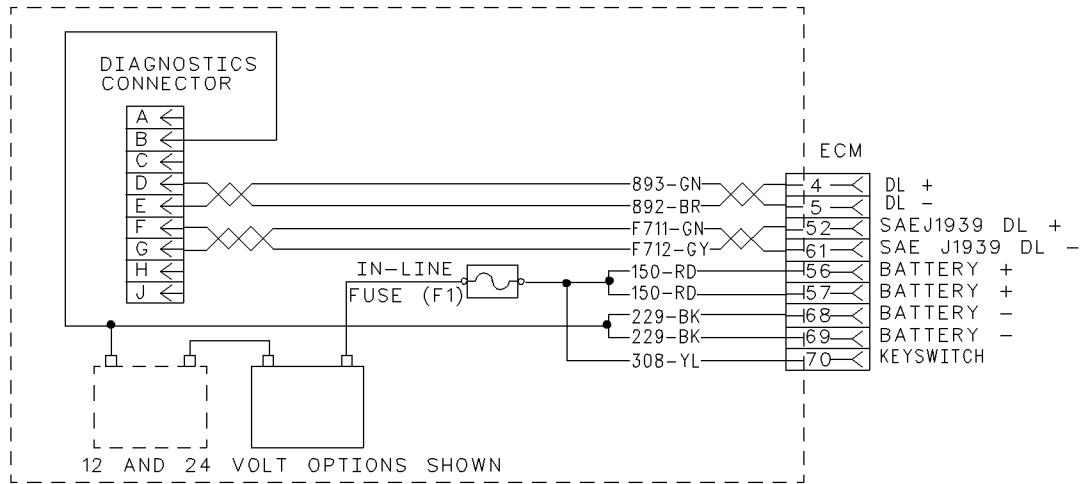 DIAGNOSTICS
CONNECTOR
A
B
C
D
E
F
G
H
J
ECM
893-GN 4 DL +
892-BR 5 DL -
F711-GN 52 SAEJ1939 DL +
F712-GY 61 SAE J1939 DL -
150-RD 56 BATTERY +
150-RD 57 BATTERY +
229-BK 68 BATTERY -
229-BK 69 BATTERY -
308-YL 70 KEYSWITCH
IN-LINE
FUSE (F1)
12 AND 24 VOLT OPTIONS SHOWN